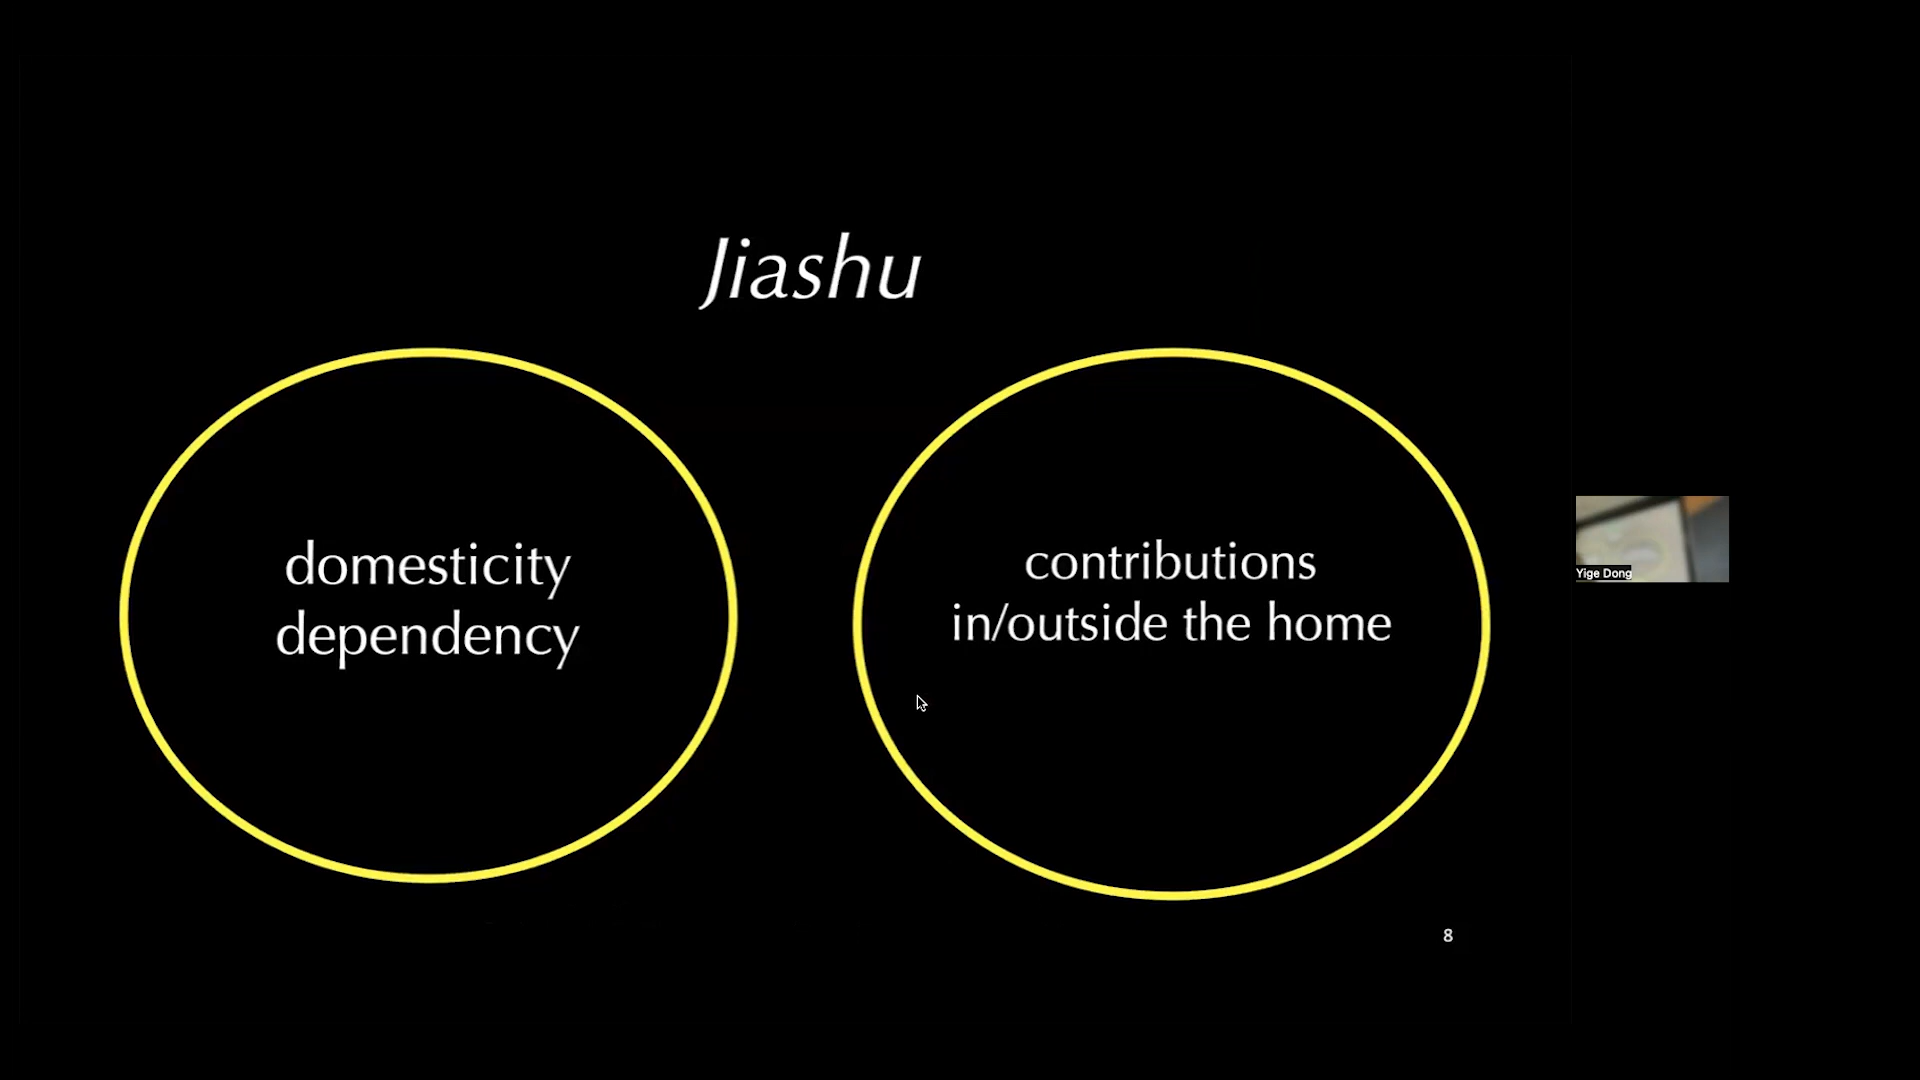 Jiashu
domesticity
dependency
contributions
in/outside the home
Yige Dong
8